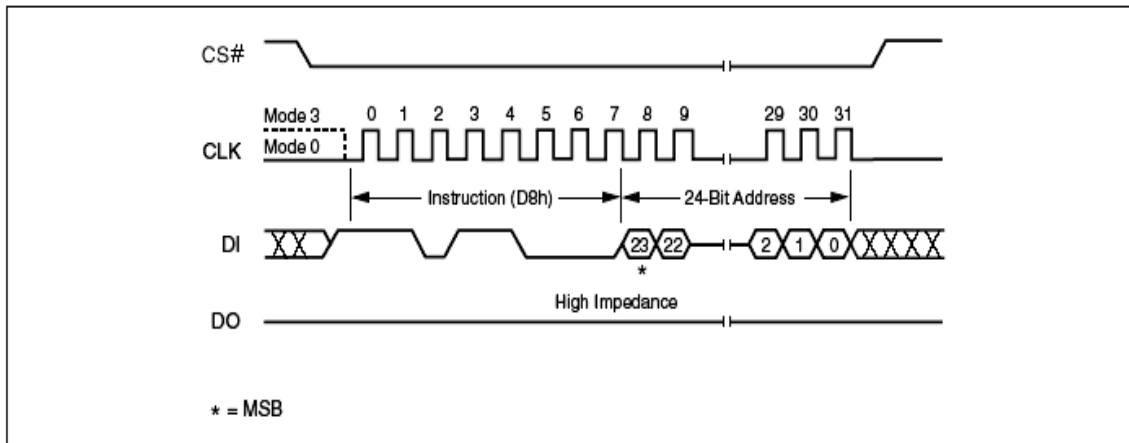 CS#
Mode 3 0 1 2 3 4 5 6 7 8 9 29 30 31
CLK Mode 0
Instruction (D8h) 24-Bit Address
DI 23 22 2 1 0
*
High Impedance
DO
* = MSB